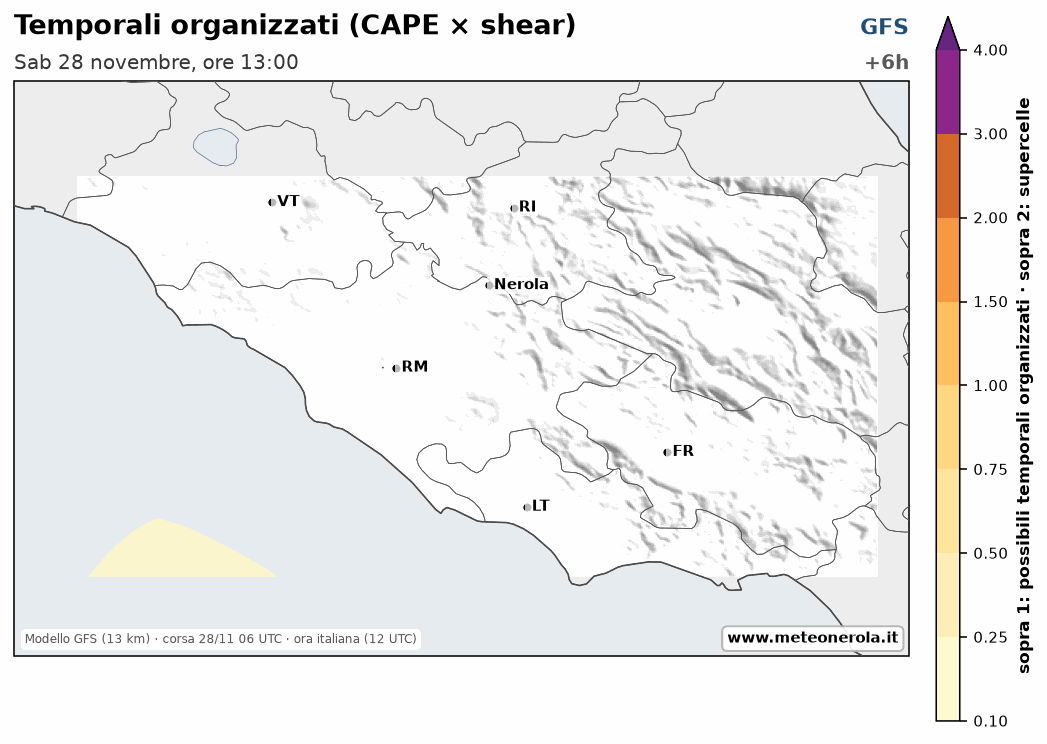 Temporali organizzati (CAPE × shear)
GFS
Sab 28 novembre, ore 13:00
+6h
VT
RI
Nerola
RM
FR
LT
Modello GFS (13 km) · corsa 28/11 06 UTC · ora italiana (12 UTC)
www.meteonerola.it
4.00
3.00
2.00
1.50
1.00
0.75
0.50
0.25
0.10
sopra 1: possibili temporali organizzati · sopra 2: supercelle